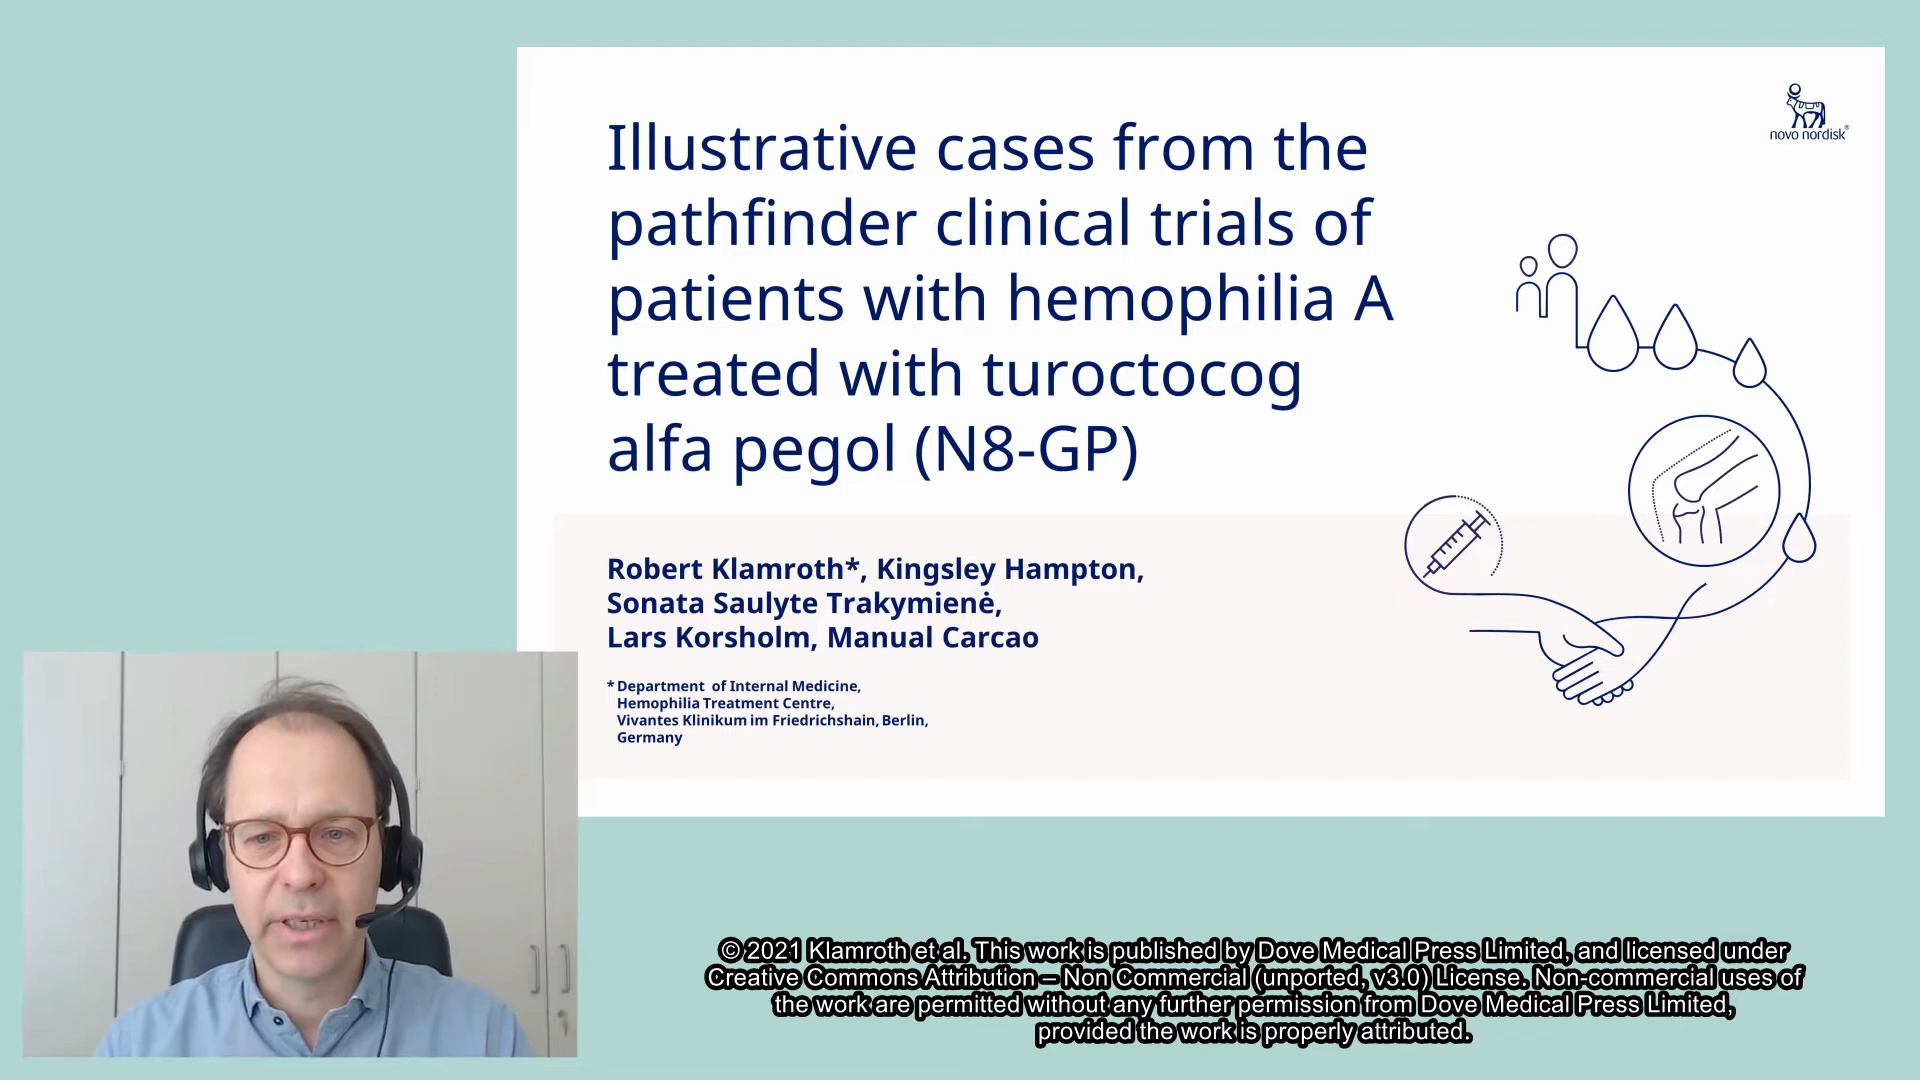 novo nordisk®
Illustrative cases from the
pathfinder clinical trials of
patients with hemophilia A
treated with turoctocog
alfa pegol (N8-GP)
Robert Klamroth*, Kingsley Hampton,
Sonata Saulyte Trakymienė,
Lars Korsholm, Manual Carcao
* Department of Internal Medicine,
Hemophilia Treatment Centre,
Vivantes Klinikum im Friedrichshain, Berlin,
Germany
© 2021 Klamroth et al. This work is published by Dove Medical Press Limited, and licensed under
Creative Commons Attribution – Non Commercial (unported, v3.0) License. Non-commercial uses of
the work are permitted without any further permission from Dove Medical Press Limited,
provided the work is properly attributed.